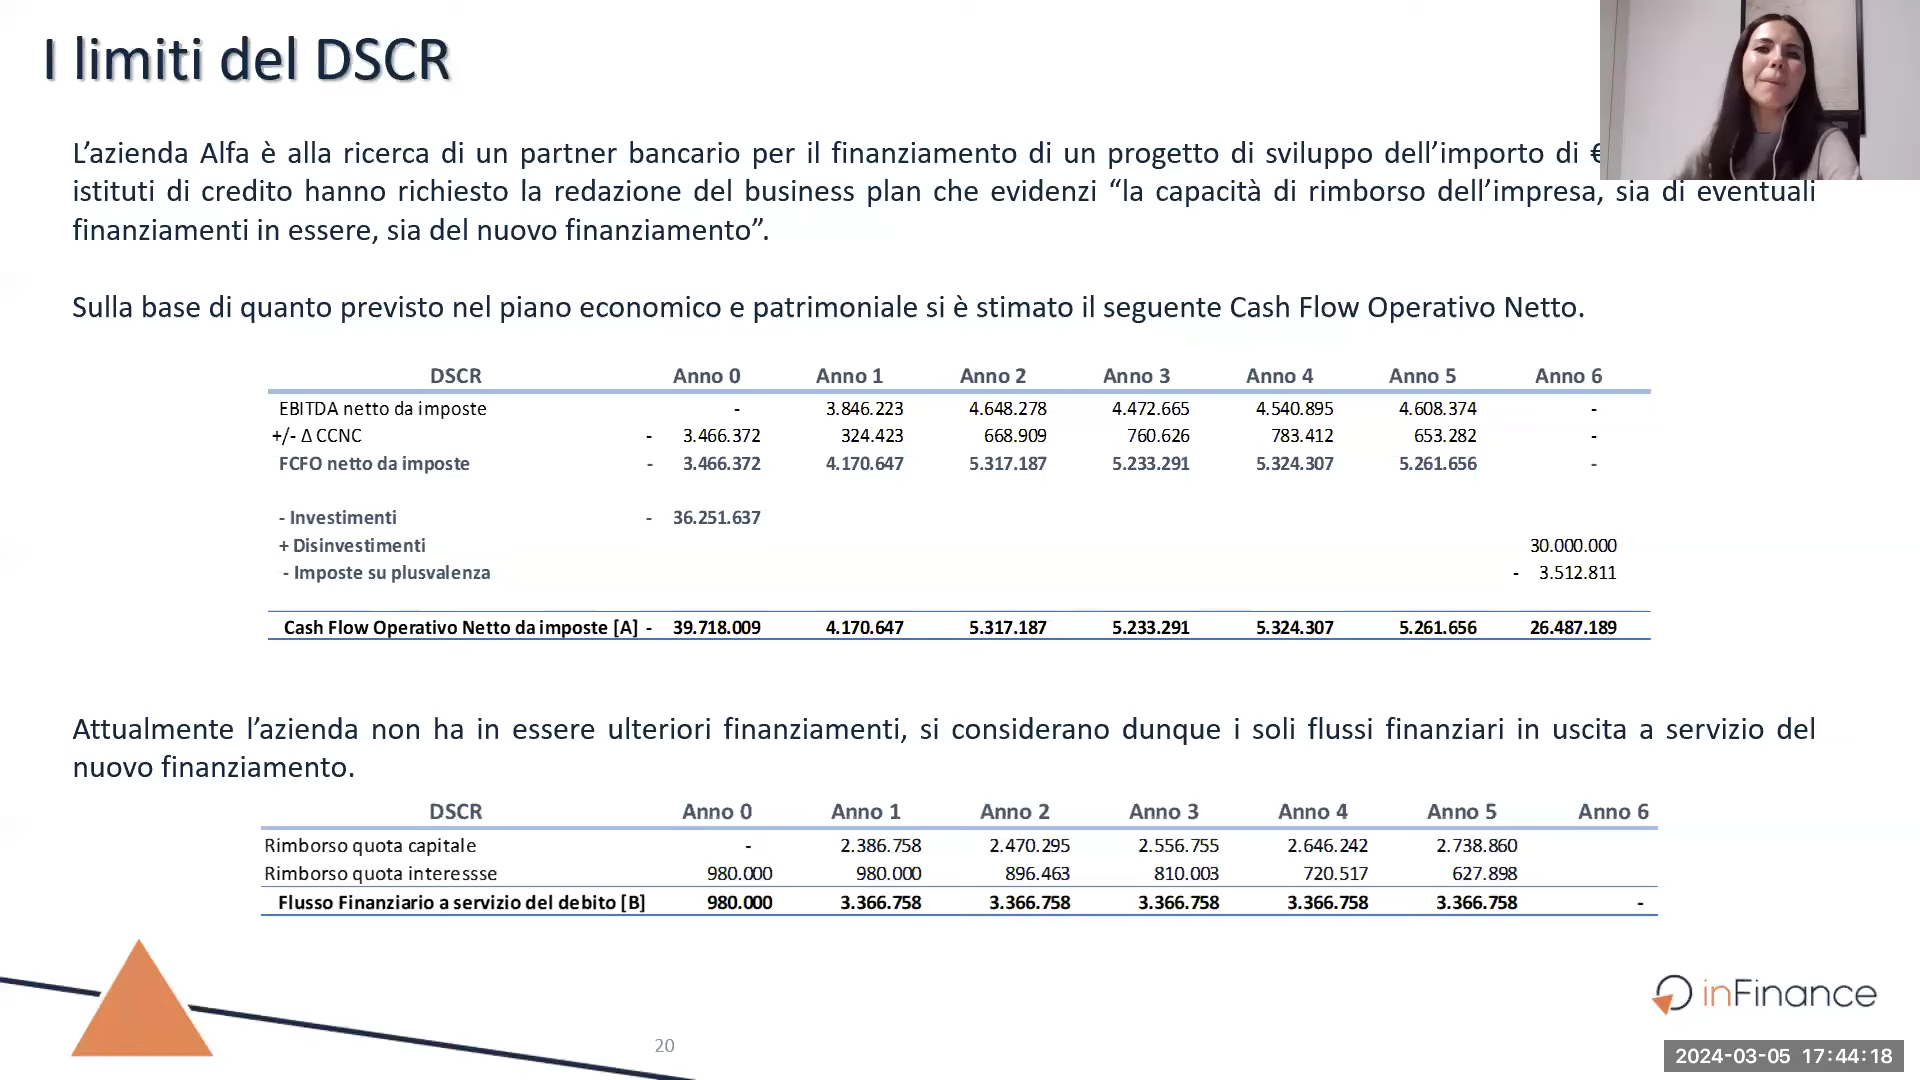 I limiti del DSCR
L’azienda Alfa è alla ricerca di un partner bancario per il finanziamento di un progetto di sviluppo dell’importo di €
istituti di credito hanno richiesto la redazione del business plan che evidenzi “la capacità di rimborso dell’impresa, sia di eventuali
finanziamenti in essere, sia del nuovo finanziamento”.
Sulla base di quanto previsto nel piano economico e patrimoniale si è stimato il seguente Cash Flow Operativo Netto.
DSCR Anno 0 Anno 1 Anno 2 Anno 3 Anno 4 Anno 5 Anno 6
EBITDA netto da imposte - 3.846.223 4.648.278 4.472.665 4.540.895 4.608.374 -
+/- Δ CCNC - 3.466.372 324.423 668.909 760.626 783.412 653.282 -
FCFO netto da imposte - 3.466.372 4.170.647 5.317.187 5.233.291 5.324.307 5.261.656 -
- Investimenti - 36.251.637
+ Disinvestimenti 30.000.000
- Imposte su plusvalenza - 3.512.811
Cash Flow Operativo Netto da imposte [A] - 39.718.009 4.170.647 5.317.187 5.233.291 5.324.307 5.261.656 26.487.189
Attualmente l’azienda non ha in essere ulteriori finanziamenti, si considerano dunque i soli flussi finanziari in uscita a servizio del
nuovo finanziamento.
DSCR Anno 0 Anno 1 Anno 2 Anno 3 Anno 4 Anno 5 Anno 6
Rimborso quota capitale - 2.386.758 2.470.295 2.556.755 2.646.242 2.738.860
Rimborso quota interessse 980.000 980.000 896.463 810.003 720.517 627.898
Flusso Finanziario a servizio del debito [B] 980.000 3.366.758 3.366.758 3.366.758 3.366.758 3.366.758 -
inFinance
20
2024-03-05 17:44:18